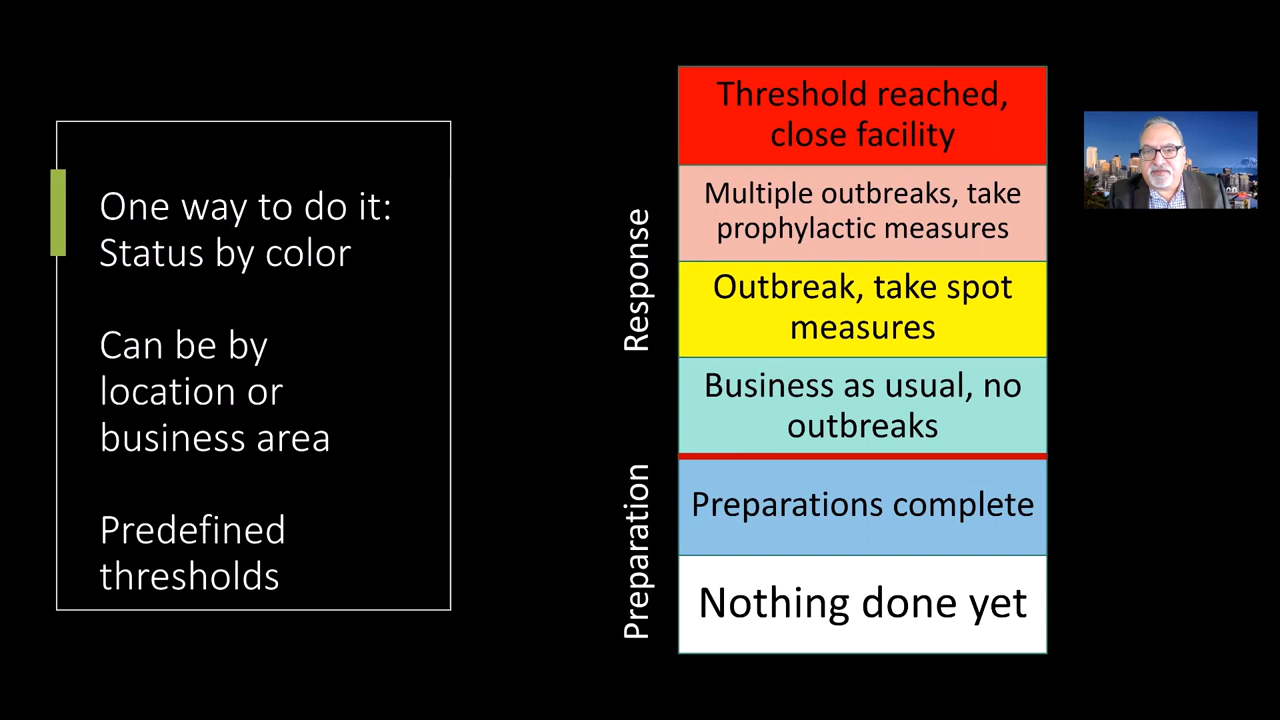 One way to do it:
Status by color
Can be by
location or
business area
Predefined
thresholds
Response
Preparation
Threshold reached,
close facility
Multiple outbreaks, take
prophylactic measures
Outbreak, take spot
measures
Business as usual, no
outbreaks
Preparations complete
Nothing done yet